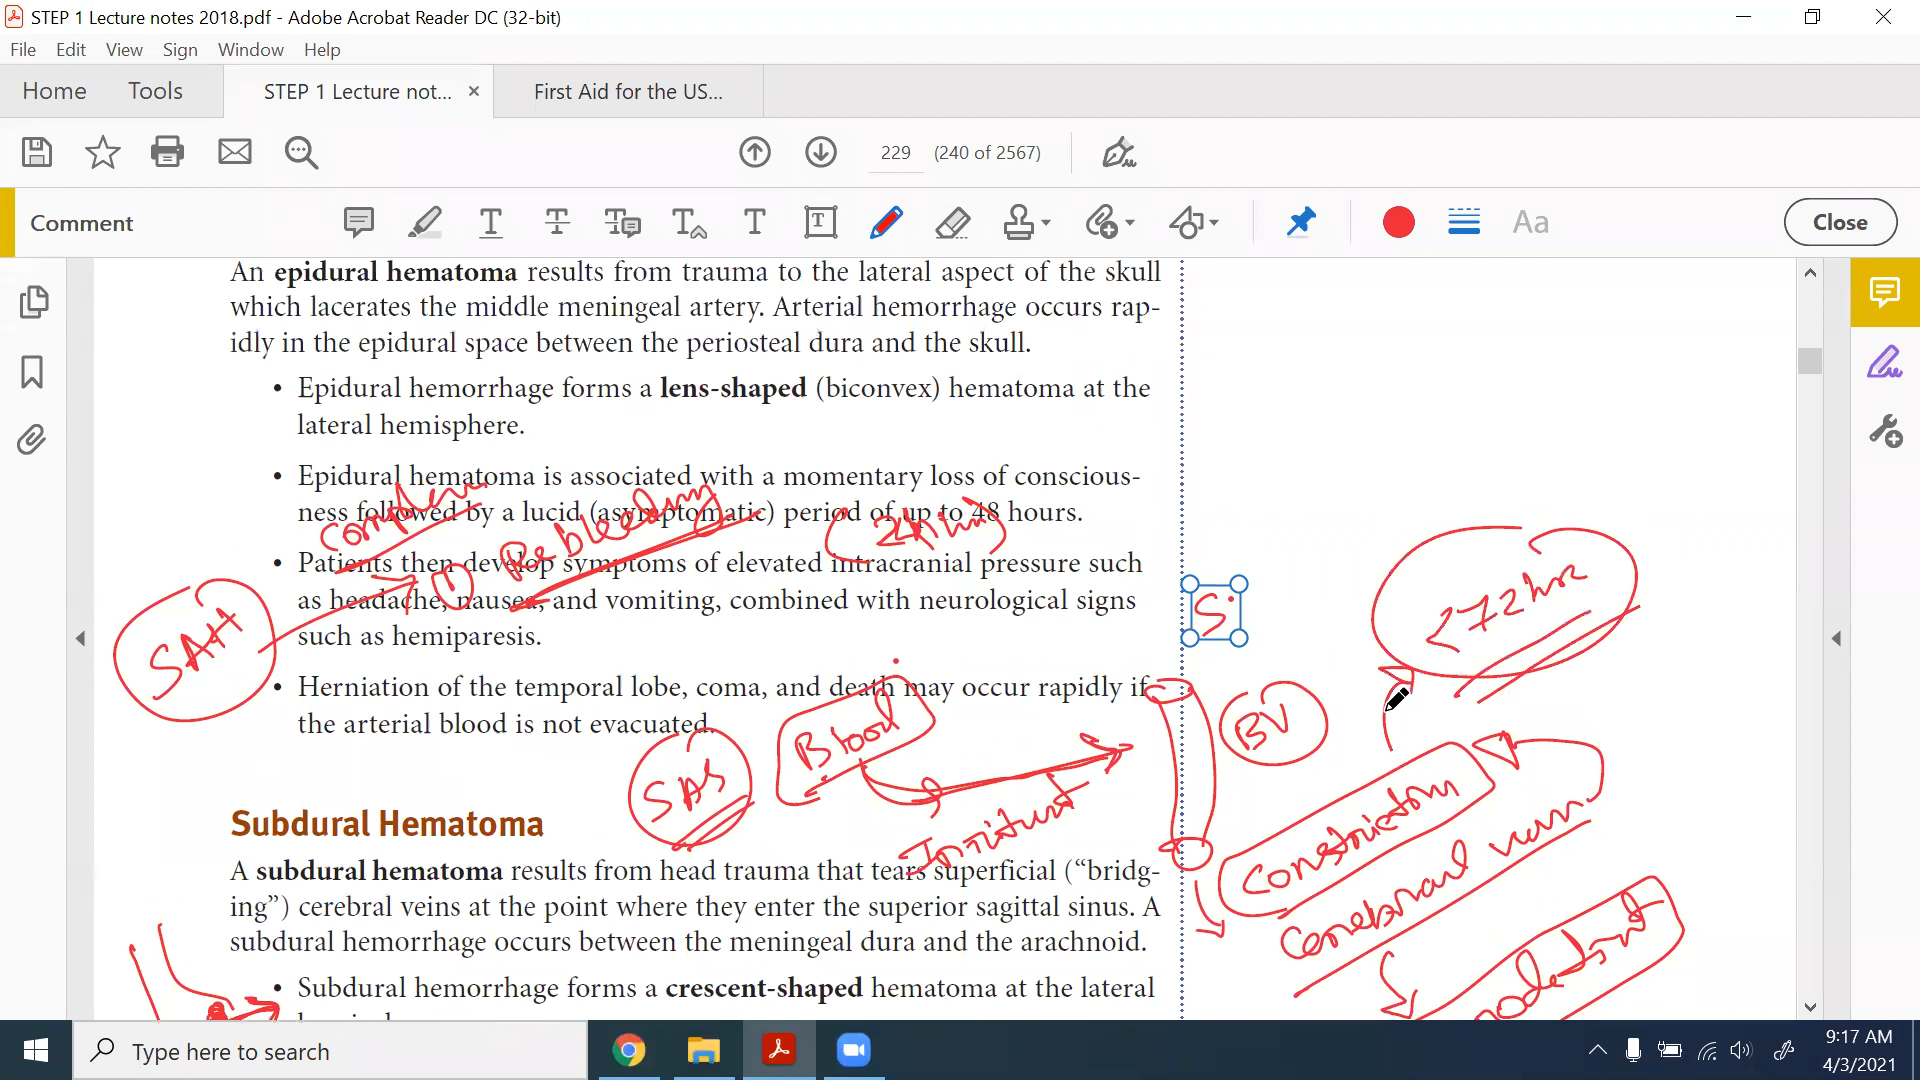 STEP 1 Lecture notes 2018.pdf - Adobe Acrobat Reader DC (32-bit)
File Edit View Sign Window Help
Home Tools STEP 1 Lecture not... × First Aid for the US...
229 (240 of 2567)
Comment Aa Close
An epidural hematoma results from trauma to the lateral aspect of the skull
which lacerates the middle meningeal artery. Arterial hemorrhage occurs rap-
idly in the epidural space between the periosteal dura and the skull.
• Epidural hemorrhage forms a lens-shaped (biconvex) hematoma at the
lateral hemisphere.
• Epidural hematoma is associated with a momentary loss of conscious-
ness followed by a lucid (asymptomatic) period of up to 48 hours.
• Patients then develop symptoms of elevated intracranial pressure such
as headache, nausea, and vomiting, combined with neurological signs
such as hemiparesis.
• Herniation of the temporal lobe, coma, and death may occur rapidly if
the arterial blood is not evacuated.
Subdural Hematoma
A subdural hematoma results from head trauma that tears superficial (“bridg-
ing”) cerebral veins at the point where they enter the superior sagittal sinus. A
subdural hemorrhage occurs between the meningeal dura and the arachnoid.
• Subdural hemorrhage forms a crescent-shaped hematoma at the lateral
SAH
1 Rebleeding
S
<72hr
SAS
Blood
BV
Type here to search
9:17 AM
4/3/2021